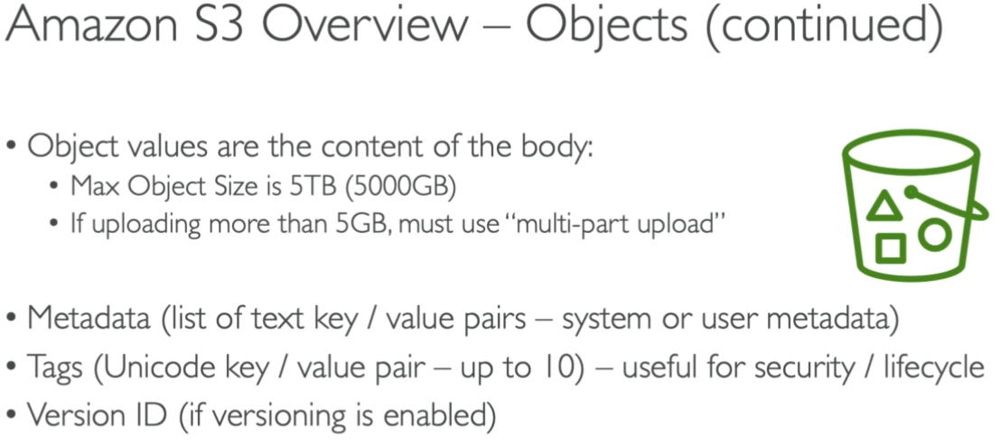 Amazon S3 Overview – Objects (continued)
• Object values are the content of the body:
• Max Object Size is 5TB (5000GB)
• If uploading more than 5GB, must use “multi-part upload”
• Metadata (list of text key / value pairs – system or user metadata)
• Tags (Unicode key / value pair – up to 10) – useful for security / lifecycle
• Version ID (if versioning is enabled)